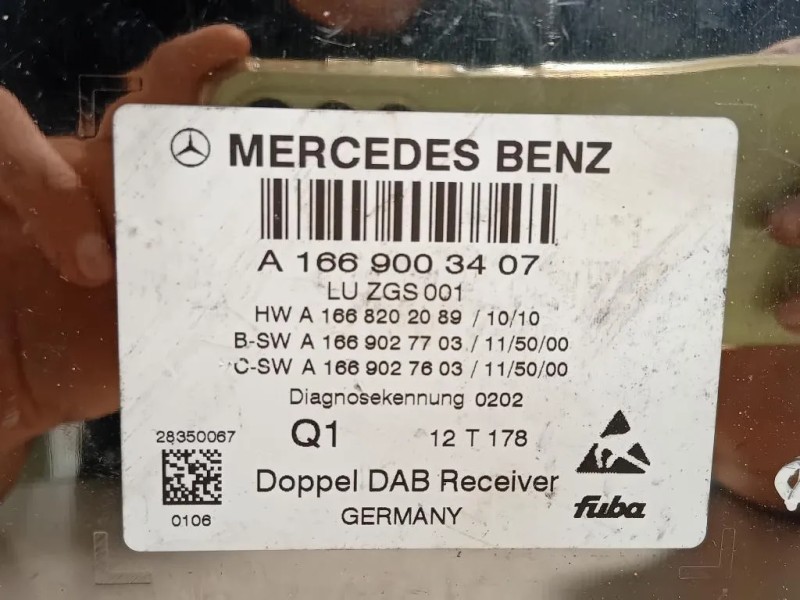 MERCEDES BENZ
A 166 900 34 07
LU ZGS 001
HW A 166 820 20 89 / 10/10
B-SW A 166 902 77 03 / 11/50/00
C-SW A 166 902 76 03 / 11/50/00
Diagnosekennung 0202
28350067 Q1 12 T 178
Doppel DAB Receiver
0106 GERMANY fuba